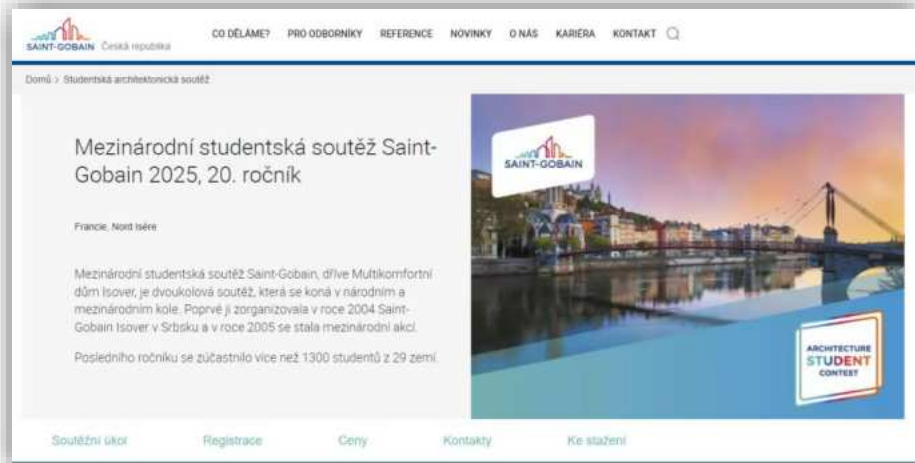 CO DĚLÁME? PRO ODBORNÍKY REFERENCE NOVINKY O NÁS KARIÉRA KONTAKT
SAINT-GOBAIN Česká republika
Domů > Studentská architektonická soutěž
Mezinárodní studentská soutěž Saint-
Gobain 2025, 20. ročník
Francie, Nord Isère
Mezinárodní studentská soutěž Saint-Gobain, dříve Multikomfortní
dům Isover, je dvoukolová soutěž, která se koná v národním a
mezinárodním kole. Poprvé ji zorganizovala v roce 2004 Saint-
Gobain Isover v Srbsku a v roce 2005 se stala mezinárodní akcí.
Posledního ročníku se zúčastnilo více než 1300 studentů z 29 zemí.
SAINT-GOBAIN
ARCHITECTURE
STUDENT
CONTEST
Soutěžní úkol Registrace Ceny Kontakty Ke stažení